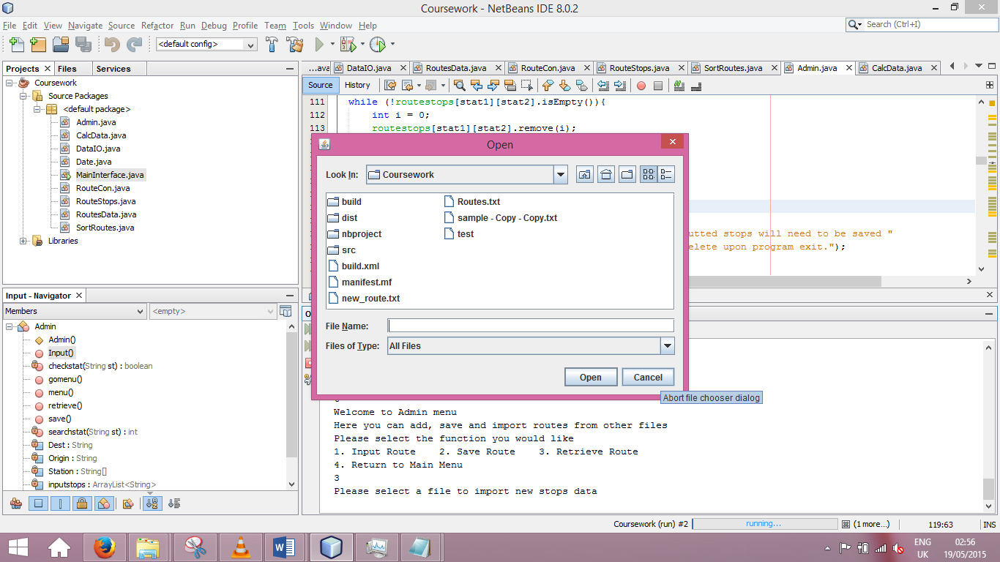 Coursework - NetBeans IDE 8.0.2
File Edit View Navigate Source Refactor Run Debug Profile Team Tools Window Help
Search (Ctrl+I)
<default config>
Projects Files Services
...ava DataIO.java RoutesData.java RouteCon.java RouteStops.java SortRoutes.java Admin.java CalcData.java
Source History
Coursework
Source Packages
<default package>
Admin.java
CalcData.java
DataIO.java
Date.java
MainInterface.java
RouteCon.java
RouteStops.java
RoutesData.java
SortRoutes.java
Libraries
111 while (!routestops[stat1][stat2].isEmpty()){
112 int i = 0;
113 routestops[stat1][stat2].remove(i);
utted stops will need to be saved "
elete upon program exit.");
Open
Look In: Coursework
build
dist
nbproject
src
build.xml
manifest.mf
new_route.txt
Routes.txt
sample - Copy - Copy.txt
test
File Name:
Files of Type: All Files
Open Cancel
Abort file chooser dialog
Input - Navigator
Members <empty>
Admin
Admin()
Input()
checkstat(String st) : boolean
gomenu()
menu()
retrieve()
save()
searchstat(String st) : int
Dest : String
Origin : String
Station : String[]
inputstops : ArrayList<String>
Welcome to Admin menu
Here you can add, save and import routes from other files
Please select the function you would like
1. Input Route 2. Save Route 3. Retrieve Route
4. Return to Main Menu
3
Please select a file to import new stops data
Coursework (run) #2 running... (1 more...) 119:63 INS
ENG
UK
02:56
19/05/2015